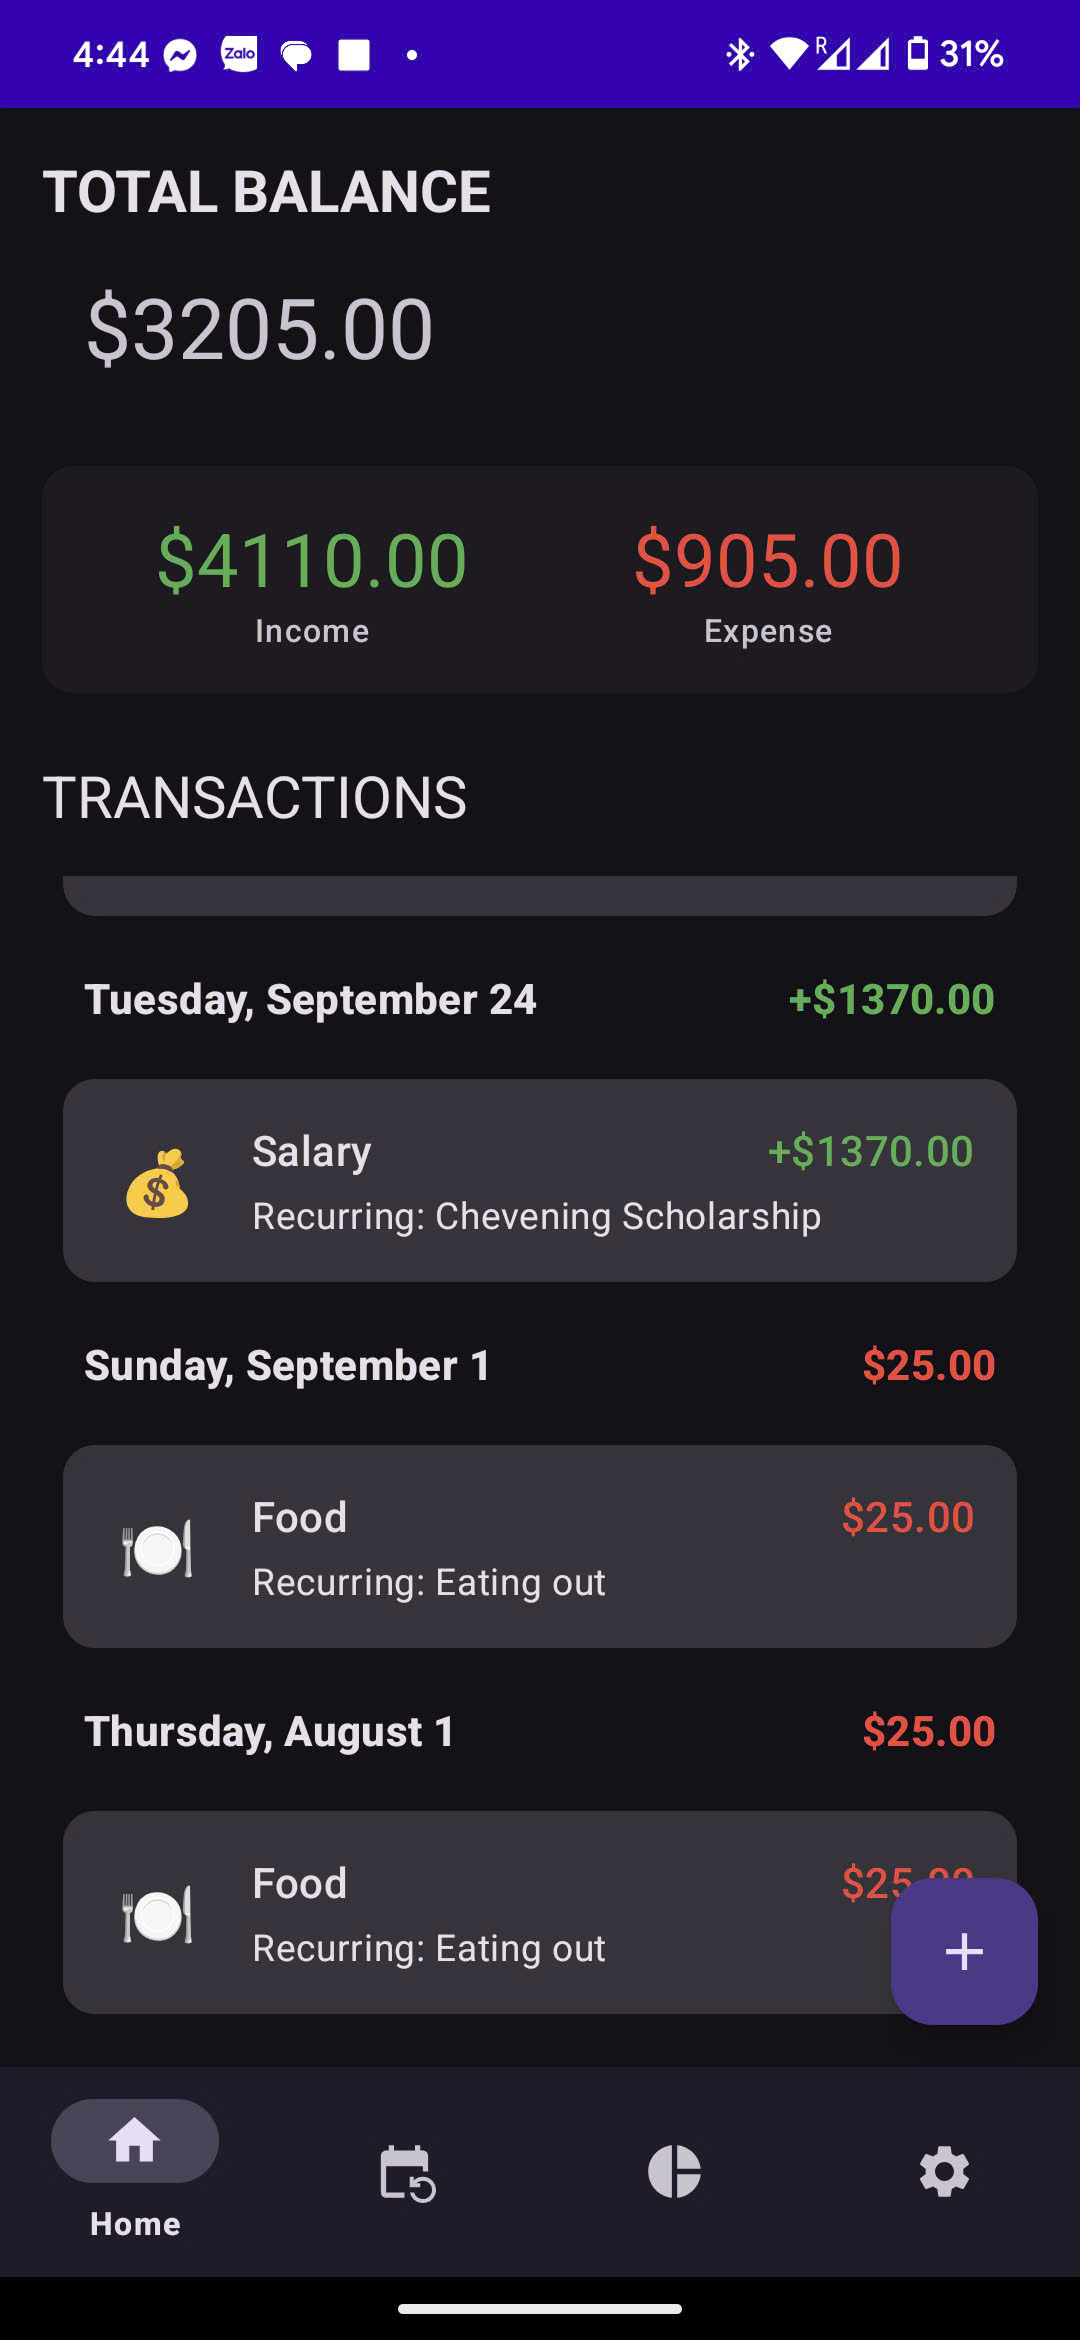 4:44 Zalo R 31%
TOTAL BALANCE
$3205.00
$4110.00 $905.00
Income Expense
TRANSACTIONS
Tuesday, September 24 +$1370.00
Salary +$1370.00
Recurring: Chevening Scholarship
Sunday, September 1 $25.00
Food $25.00
Recurring: Eating out
Thursday, August 1 $25.00
Food $25.00
Recurring: Eating out
Home